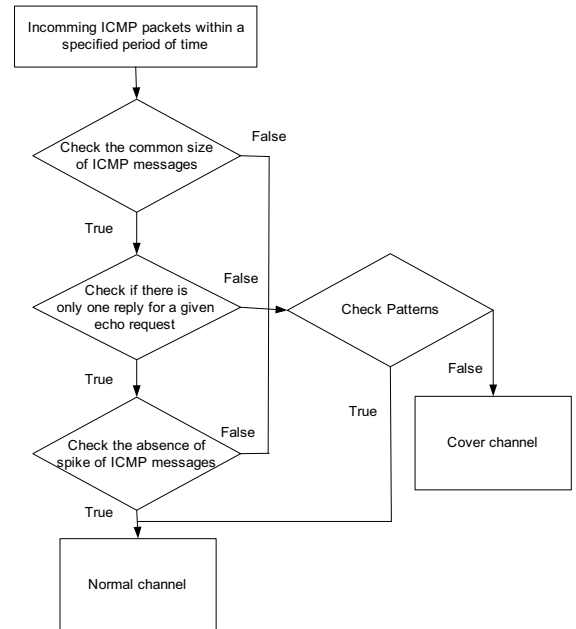 Incomming ICMP packets within a
specified period of time
False
Check the common size
of ICMP messages
True
False
Check if there is
only one reply for a given
echo request
Check Patterns
True
False
True
False
Check the absence of
spike of ICMP messages
Cover channel
True
Normal channel